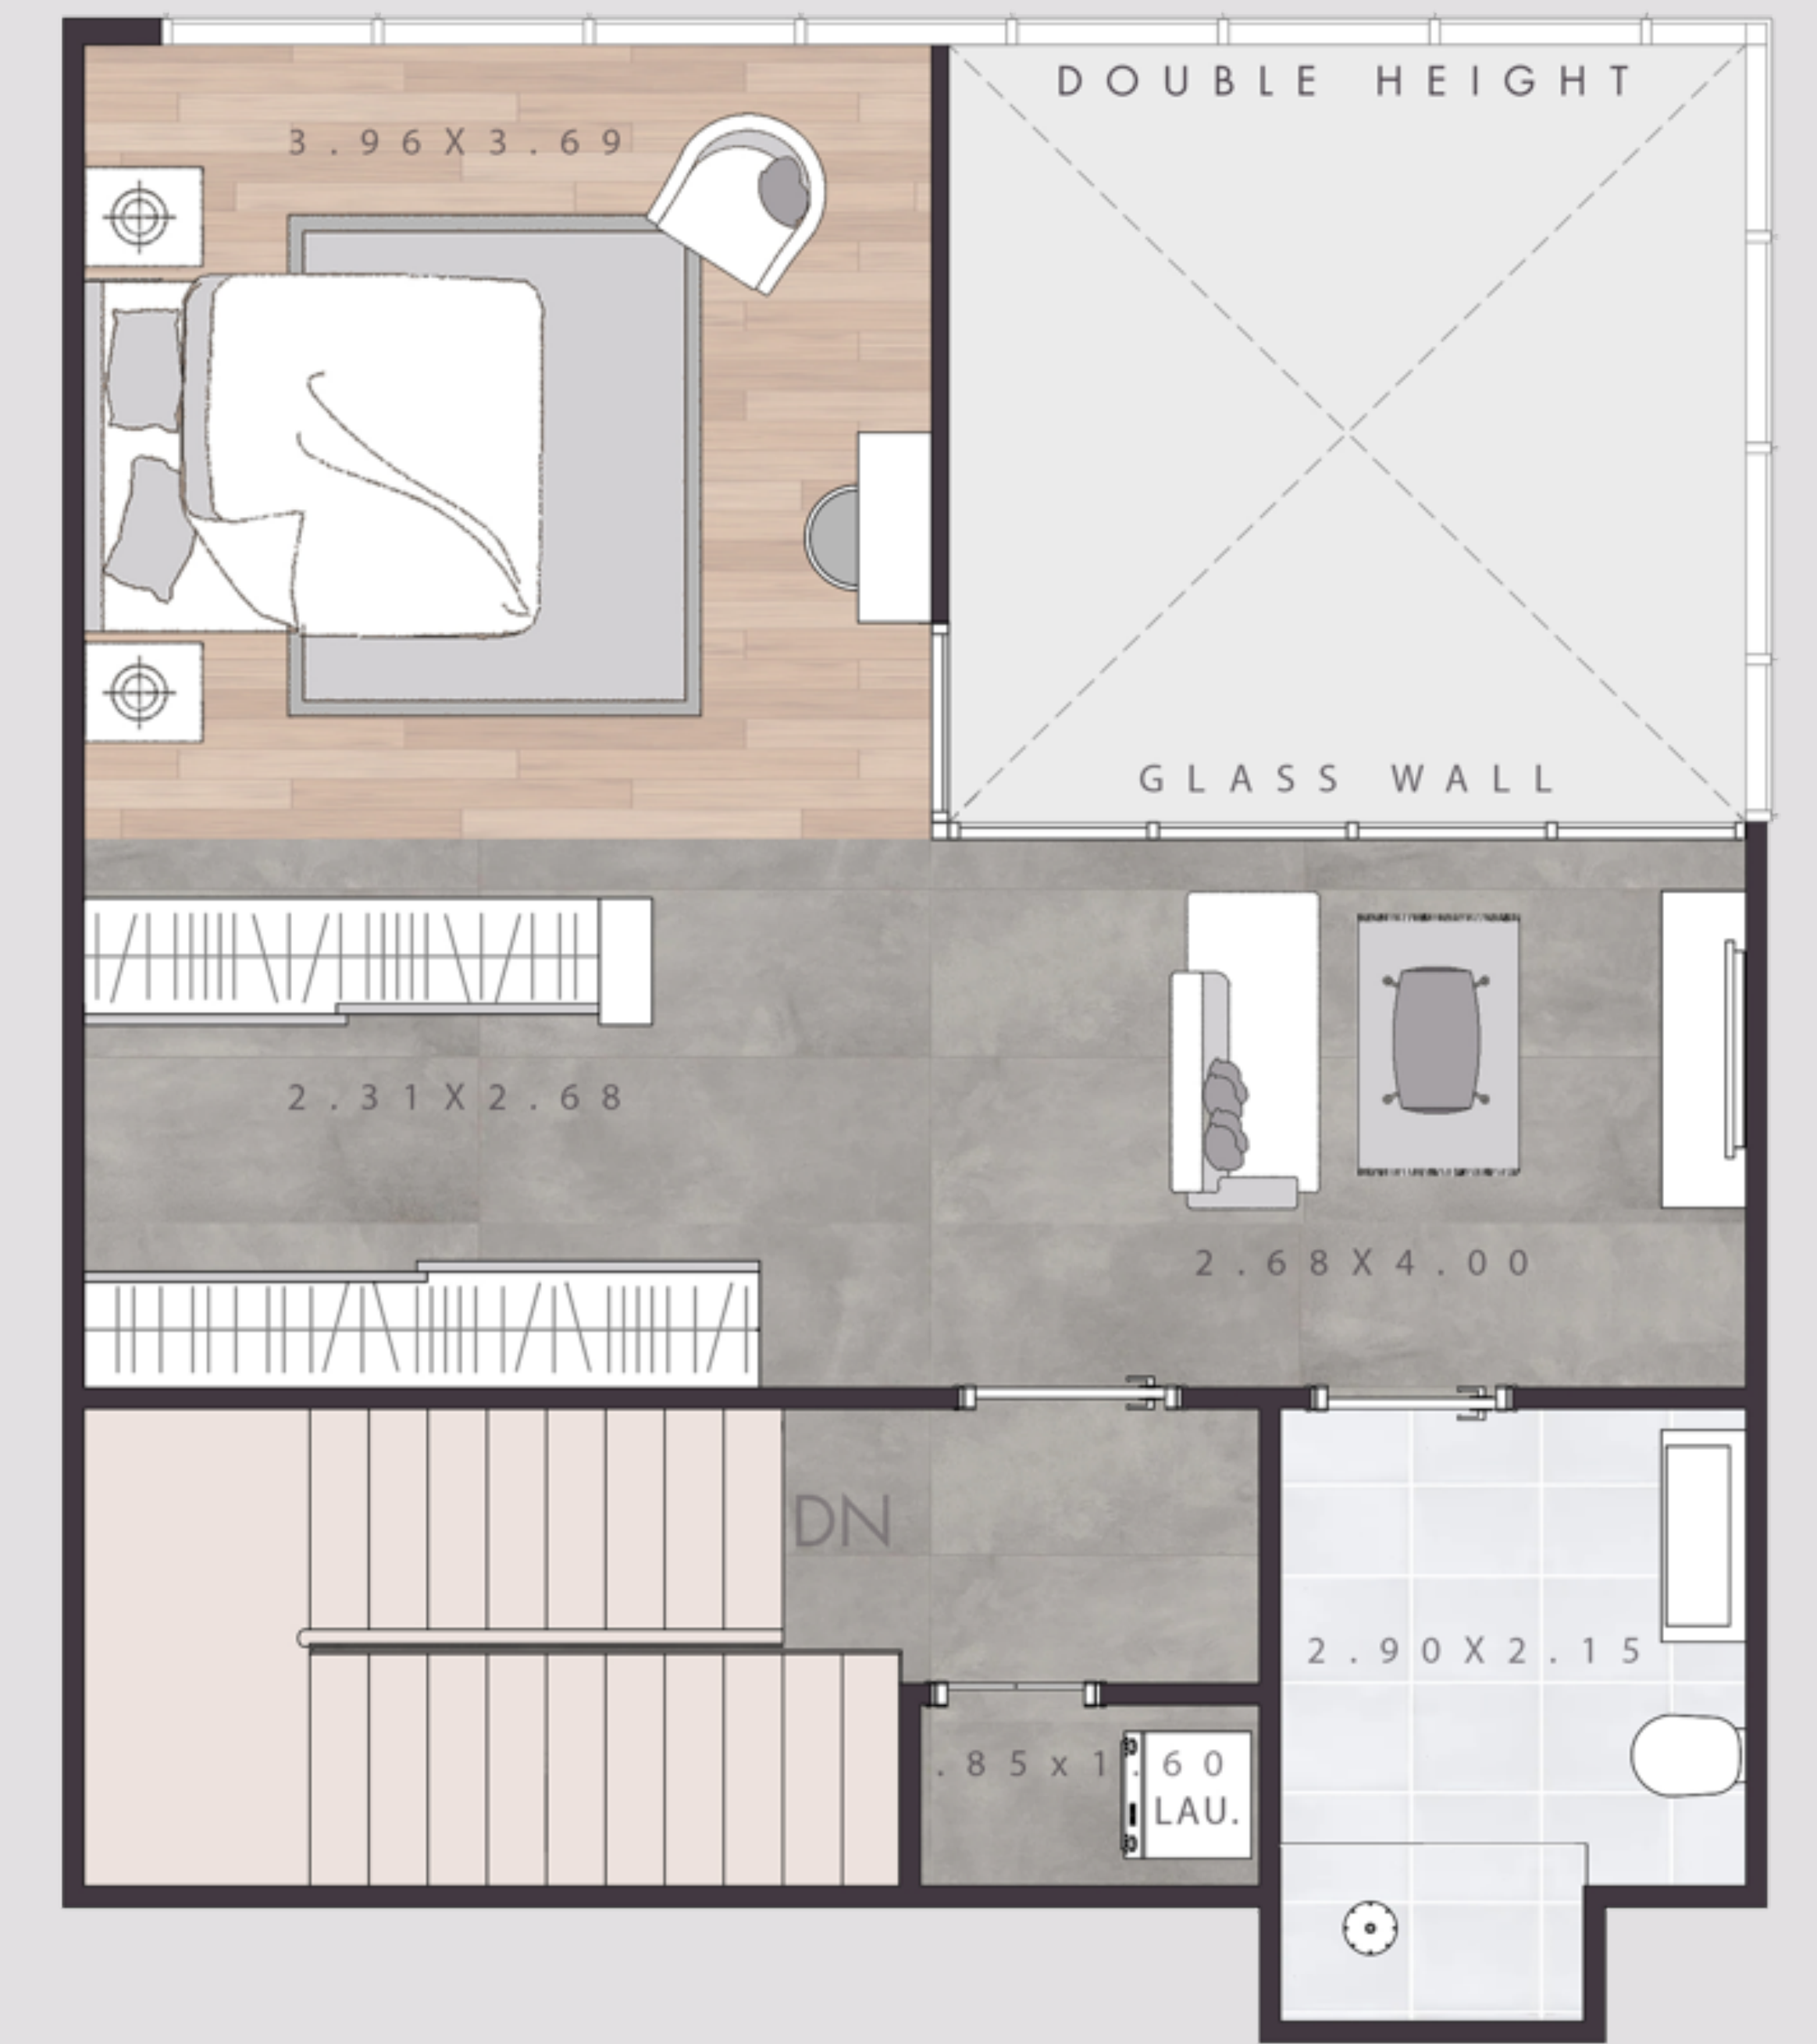 DOUBLE HEIGHT
3.96X3.69
GLASS WALL
2.31X2.68
2.68X4.00
DN
2.90X2.15
.85x1.60
LAU.